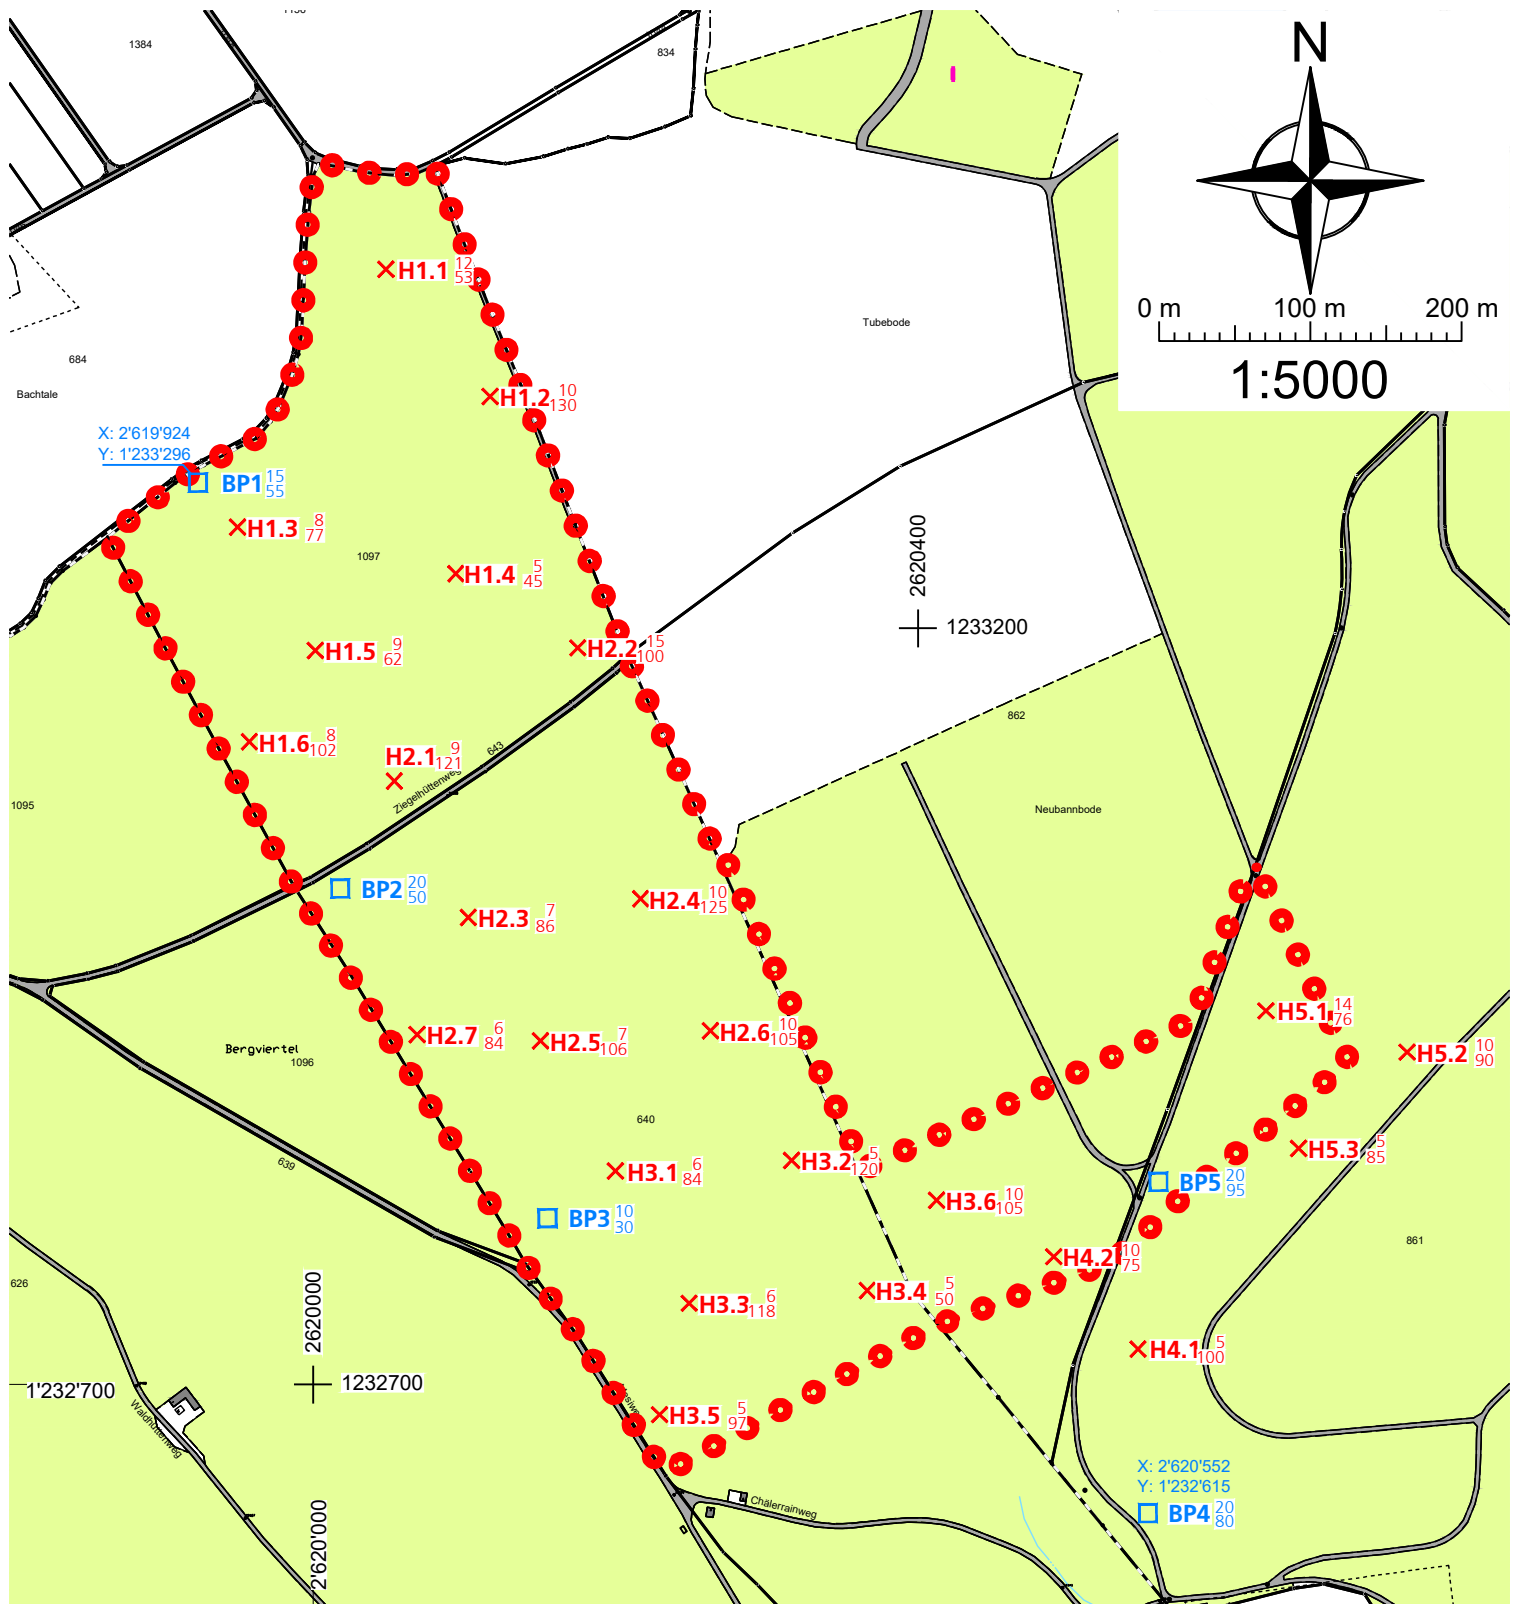 1384
834
N
0 m 100 m 200 m
1:5000
H1.1 12 53
Tubebode
684
Bachtale
H1.2 10 130
X: 2'619'924
Y: 1'233'296
BP1 15 55
H1.3 8 77
1097
H1.4 5 45
2620400
1233200
H1.5 9 62
H2.2 15 100
862
H1.6 8 102
H2.1 9 121
643
Ziegelhüttenweg
1095
Neubannbode
BP2 20 50
H2.3 7 86
H2.4 10 125
H5.1 14 76
H2.7 6 84
H2.5 7 106
H2.6 10 105
H5.2 10 90
Bergviertel
1096
640
639
H3.1 6 84
H3.2 5 120
H5.3 5 85
BP5 20 95
H3.6 10 105
BP3 10 30
861
H4.2 10 75
626
2620000
H3.3 6 118
H3.4 5 50
H4.1 5 100
1'232'700
1232700
H3.5 5 97
Waldhüttenweg
X: 2'620'552
Y: 1'232'615
BP4 20 80
Chälerrainweg
2'620'000